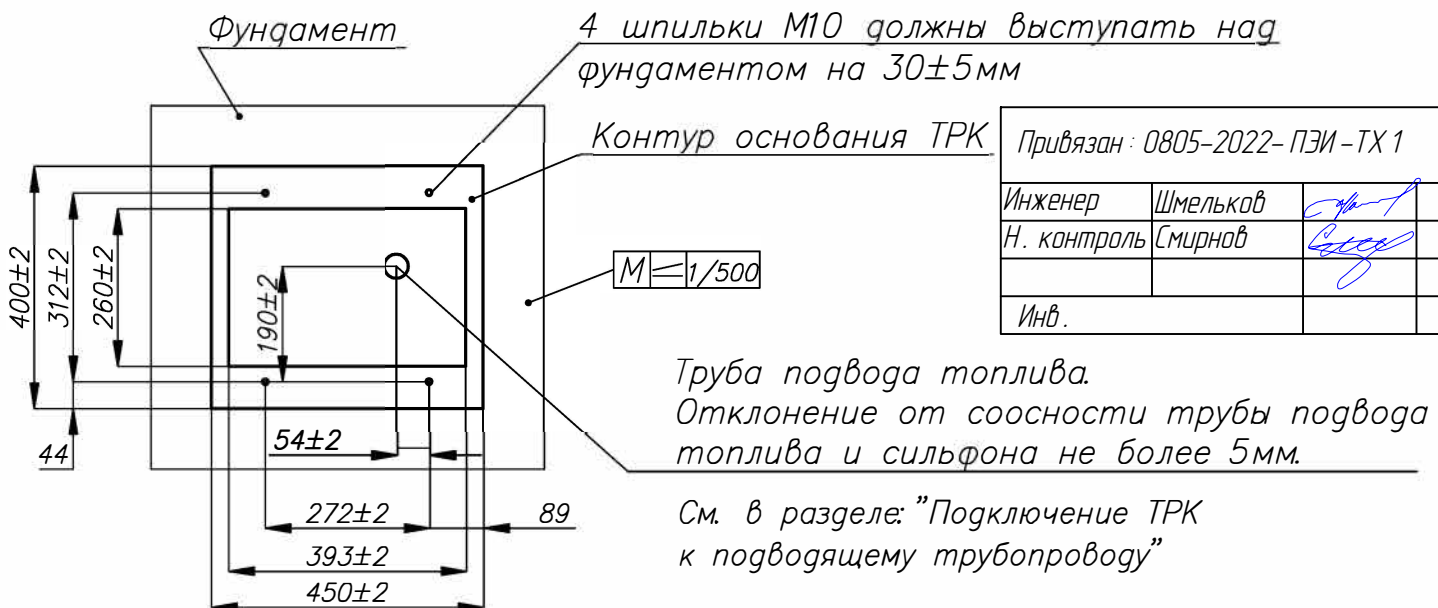 Фундамент
4 шпильки М10 должны выступать над
фундаментом на 30±5мм
Контур основания ТРК
Привязан: 0805-2022-ПЭИ-ТХ 1
Инженер Шмельков
Н. контроль Смирнов
Инв.
400±2
312±2
260±2
190±2
М 1/500
Труба подвода топлива.
Отклонение от соосности трубы подвода
топлива и сильфона не более 5мм.
44
54±2
272±2
89
393±2
450±2
См. в разделе: "Подключение ТРК
к подводящему трубопроводу"